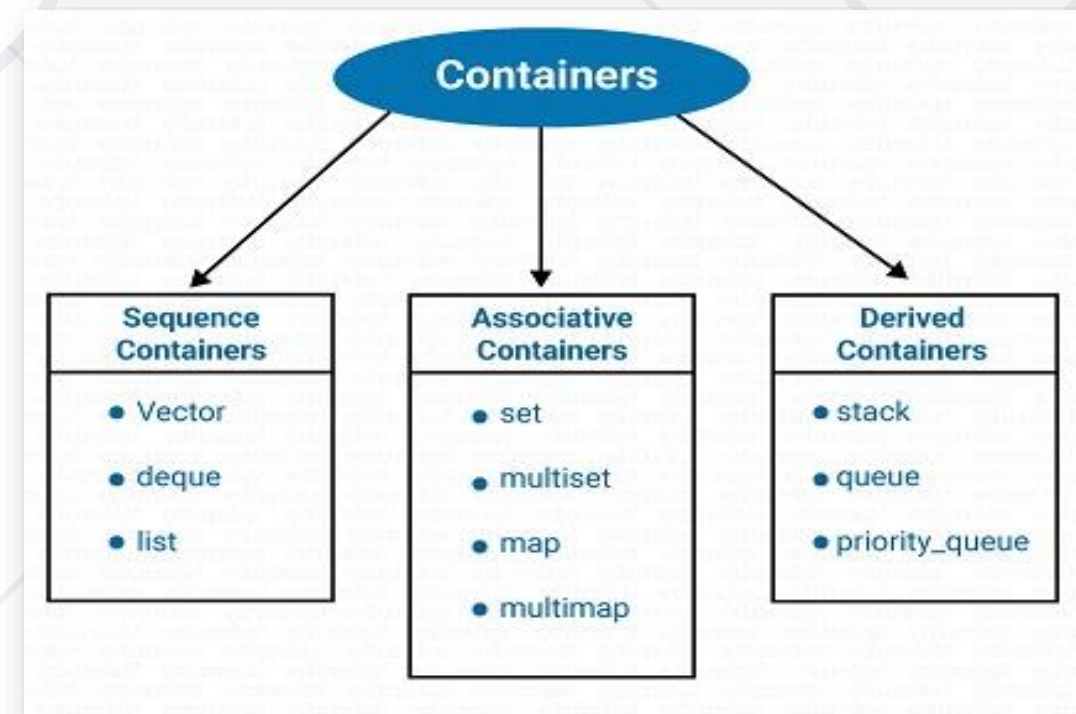 Containers
Sequence
Containers
Vector
deque
list
Associative
Containers
set
multiset
map
multimap
Derived
Containers
stack
queue
priority_queue